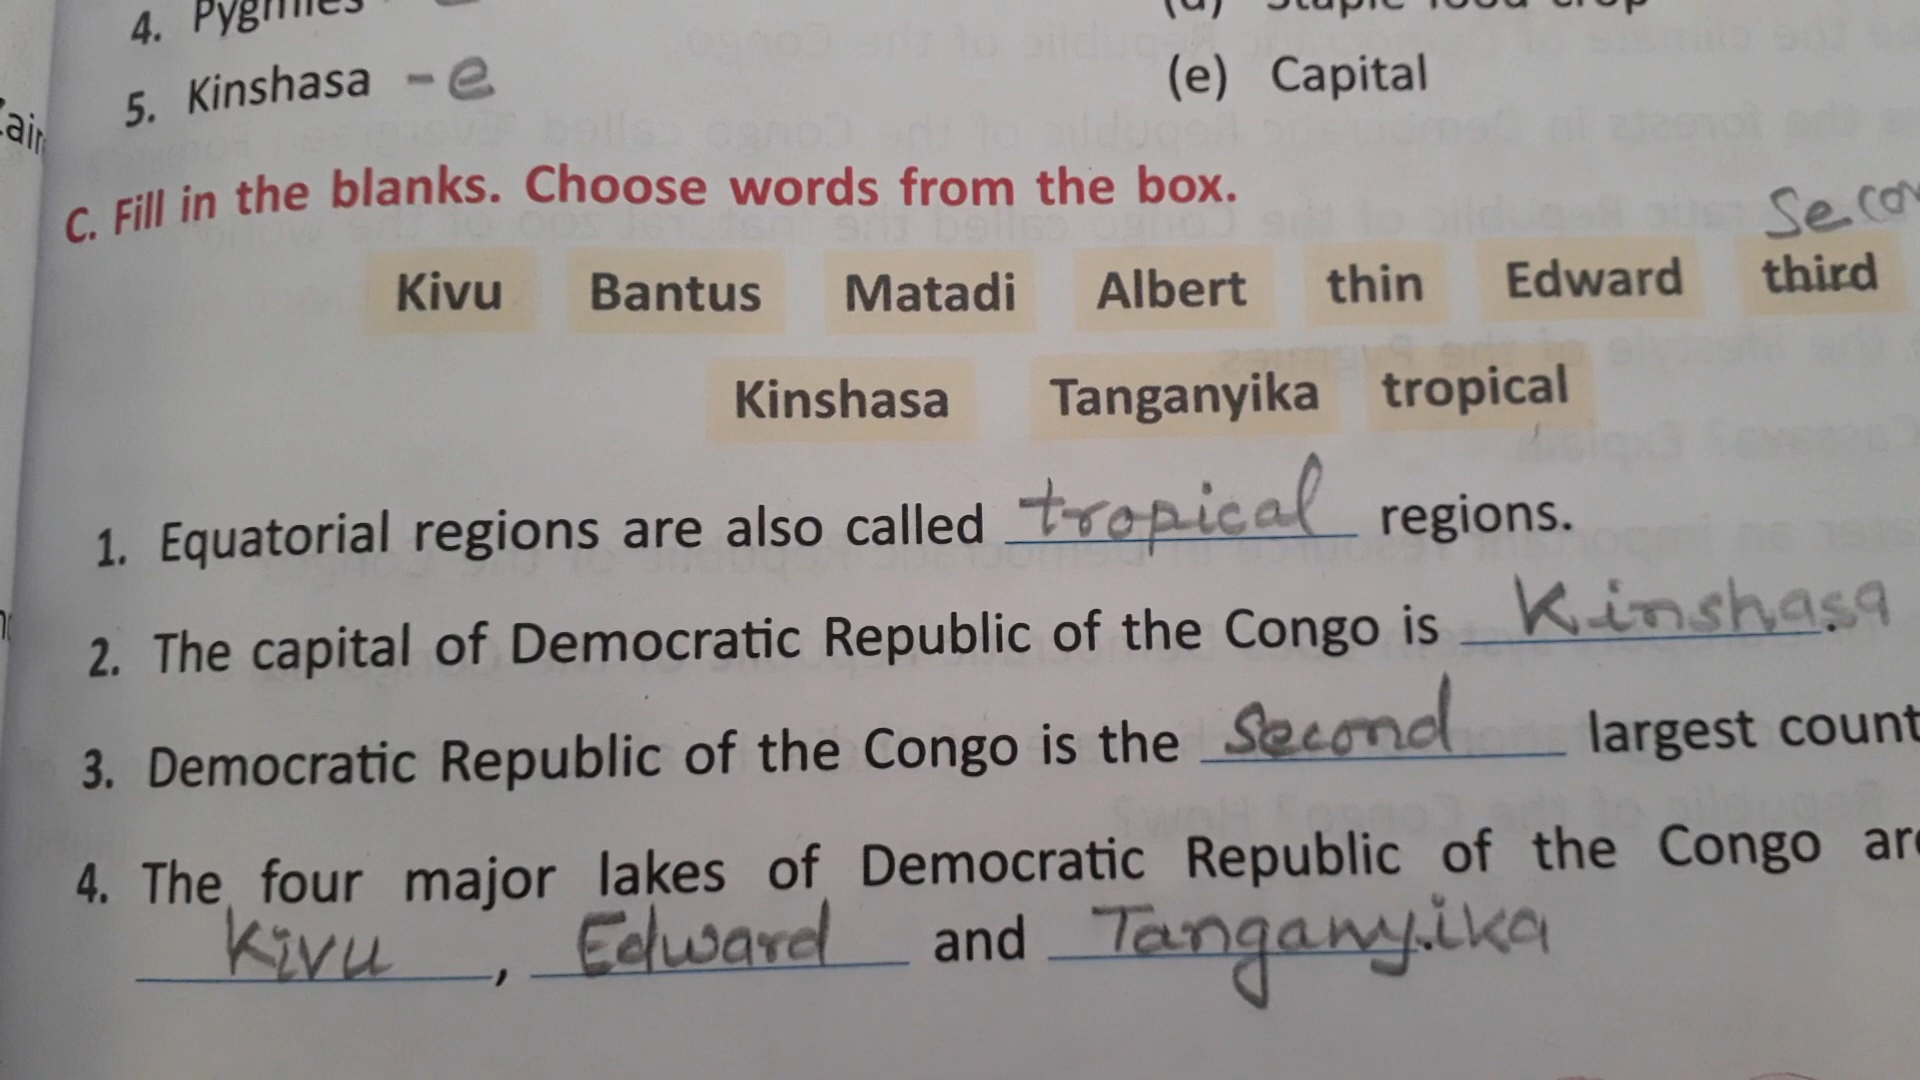 4. Pygmies
5. Kinshasa - e
(e) Capital
C. Fill in the blanks. Choose words from the box.
Kivu Bantus Matadi Albert thin Edward third
Kinshasa Tanganyika tropical
1. Equatorial regions are also called tropical regions.
2. The capital of Democratic Republic of the Congo is Kinshasa.
3. Democratic Republic of the Congo is the Second largest count
4. The four major lakes of Democratic Republic of the Congo are
Kivu, Edward and Tanganyika